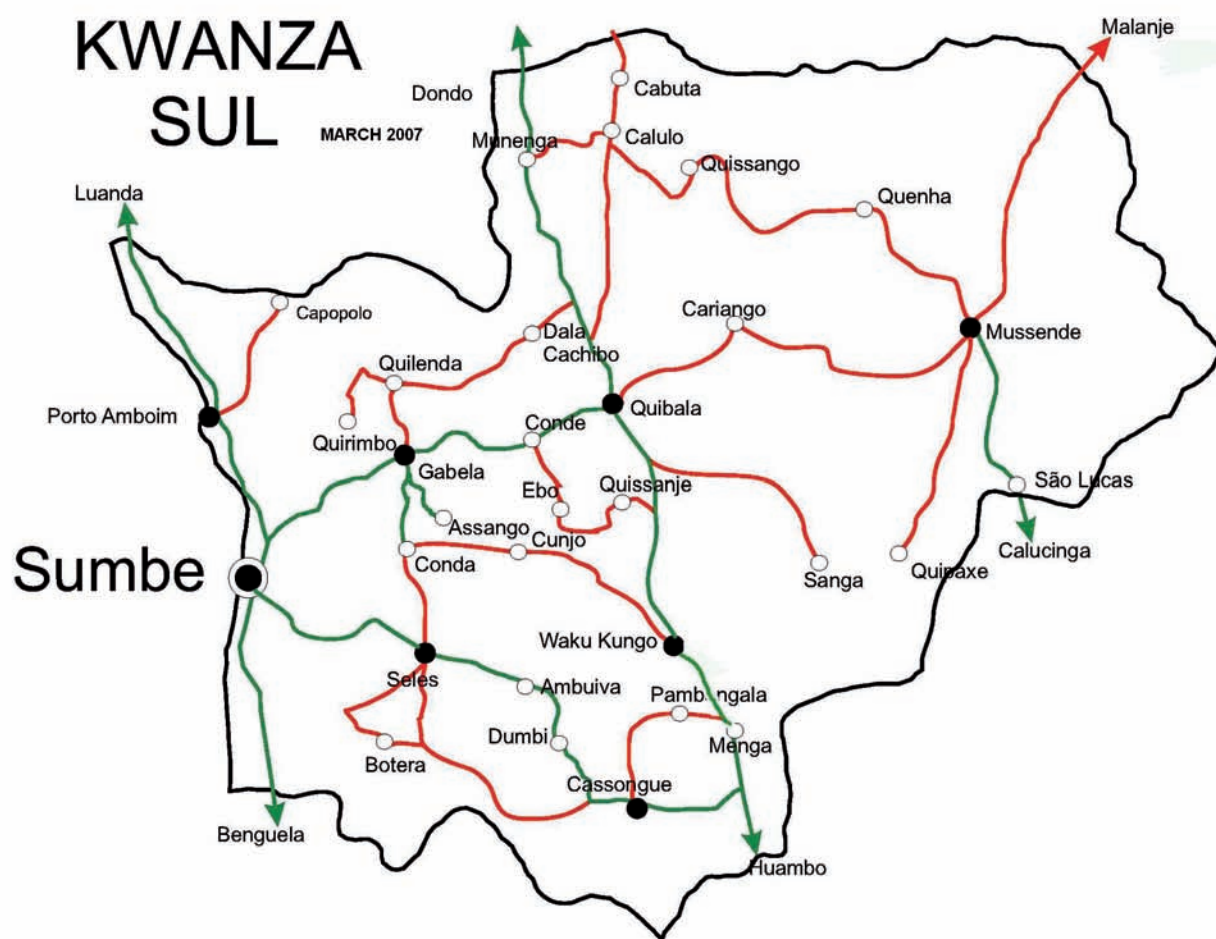 KWANZA
SUL
MARCH 2007
Malanje
Dondo
Cabuta
Munenga
Calulo
Quissango
Luanda
Quenha
Capopolo
Cariango
Dala
Cachibo
Mussende
Quilenda
Porto Amboim
Quibala
Quirimbo
Conde
Gabela
Ebo
Quissanje
São Lucas
Assango
Cunjo
Conda
Calucinga
Sumbe
Sanga
Quipaxe
Waku Kungo
Seles
Ambuiva
Pambangala
Dumbi
Menga
Botera
Cassongue
Benguela
Huambo